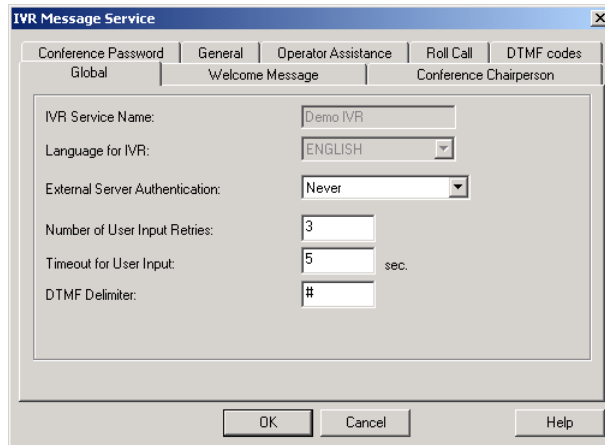 IVR Message Service
Conference Password General Operator Assistance Roll Call DTMF codes
Global Welcome Message Conference Chairperson
IVR Service Name: Demo IVR
Language for IVR: ENGLISH
External Server Authentication: Never
Number of User Input Retries: 3
Timeout for User Input: 5 sec.
DTMF Delimiter: #
OK Cancel Help